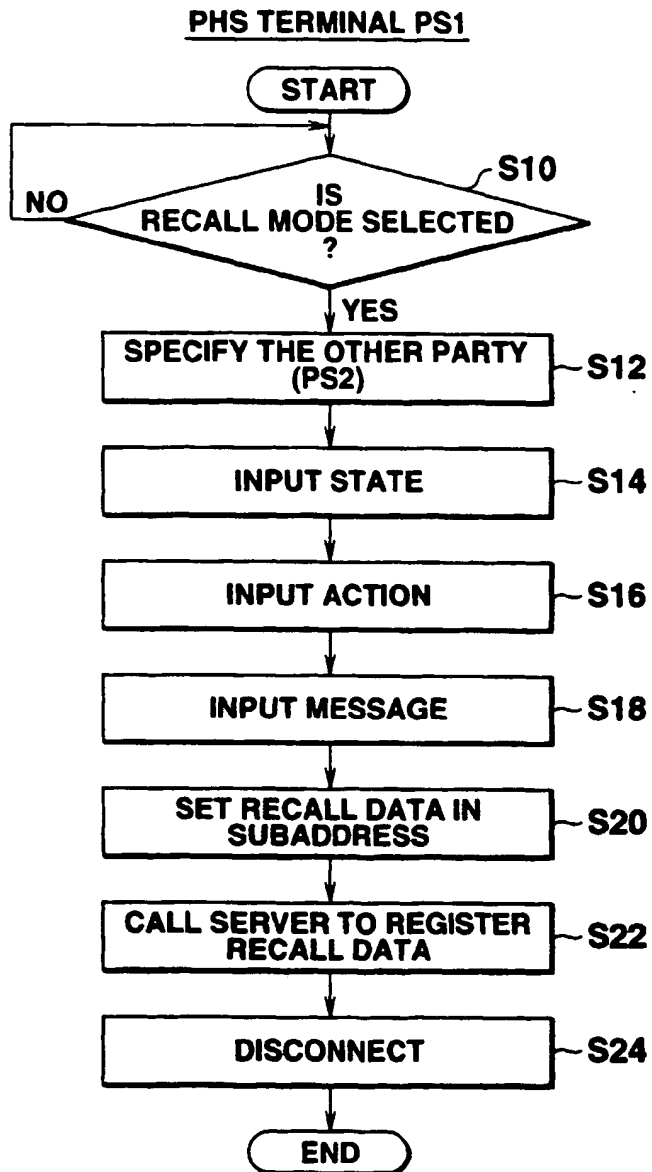 PHS TERMINAL PS1
START
S10
IS
RECALL MODE SELECTED
?
NO
YES
SPECIFY THE OTHER PARTY
(PS2)
S12
INPUT STATE
S14
INPUT ACTION
S16
INPUT MESSAGE
S18
SET RECALL DATA IN
SUBADDRESS
S20
CALL SERVER TO REGISTER
RECALL DATA
S22
DISCONNECT
S24
END